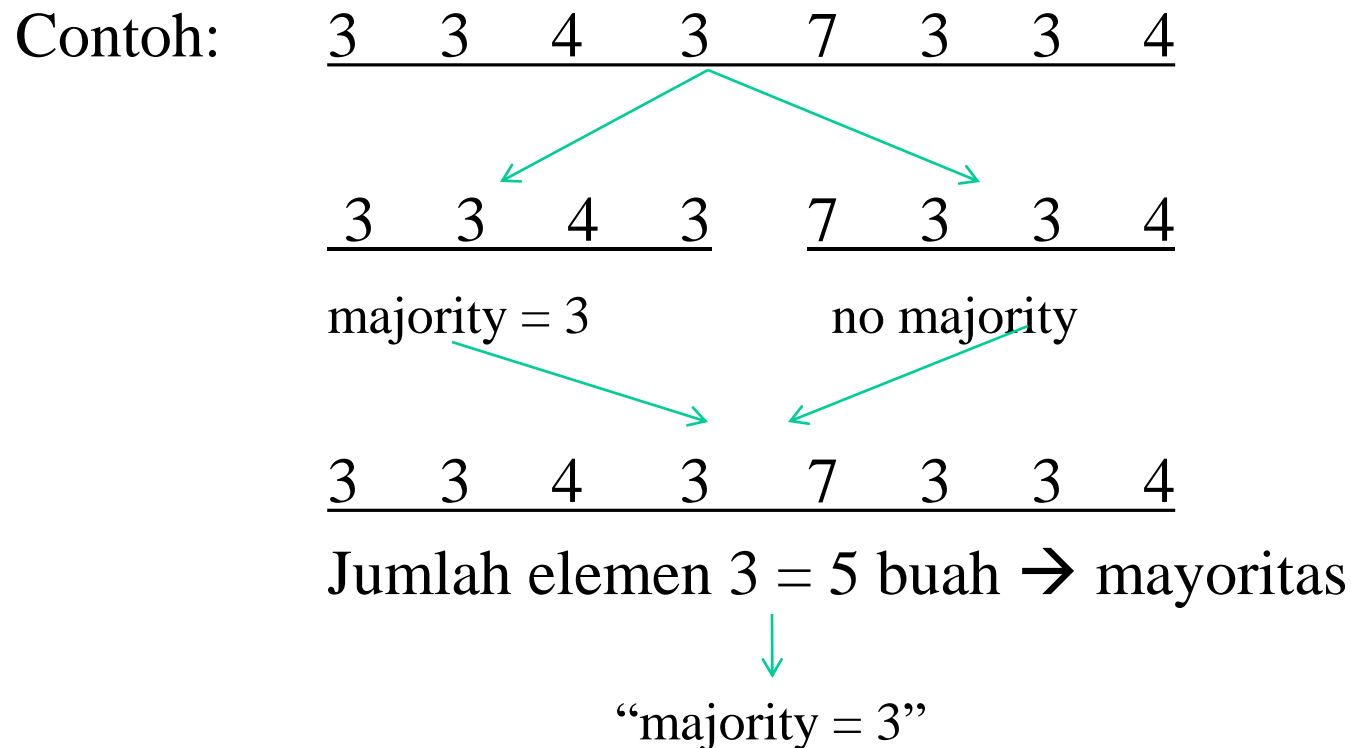 Contoh: 3 3 4 3 7 3 3 4
3 3 4 3 7 3 3 4
majority = 3 no majority
3 3 4 3 7 3 3 4
Jumlah elemen 3 = 5 buah → mayoritas
“majority = 3”